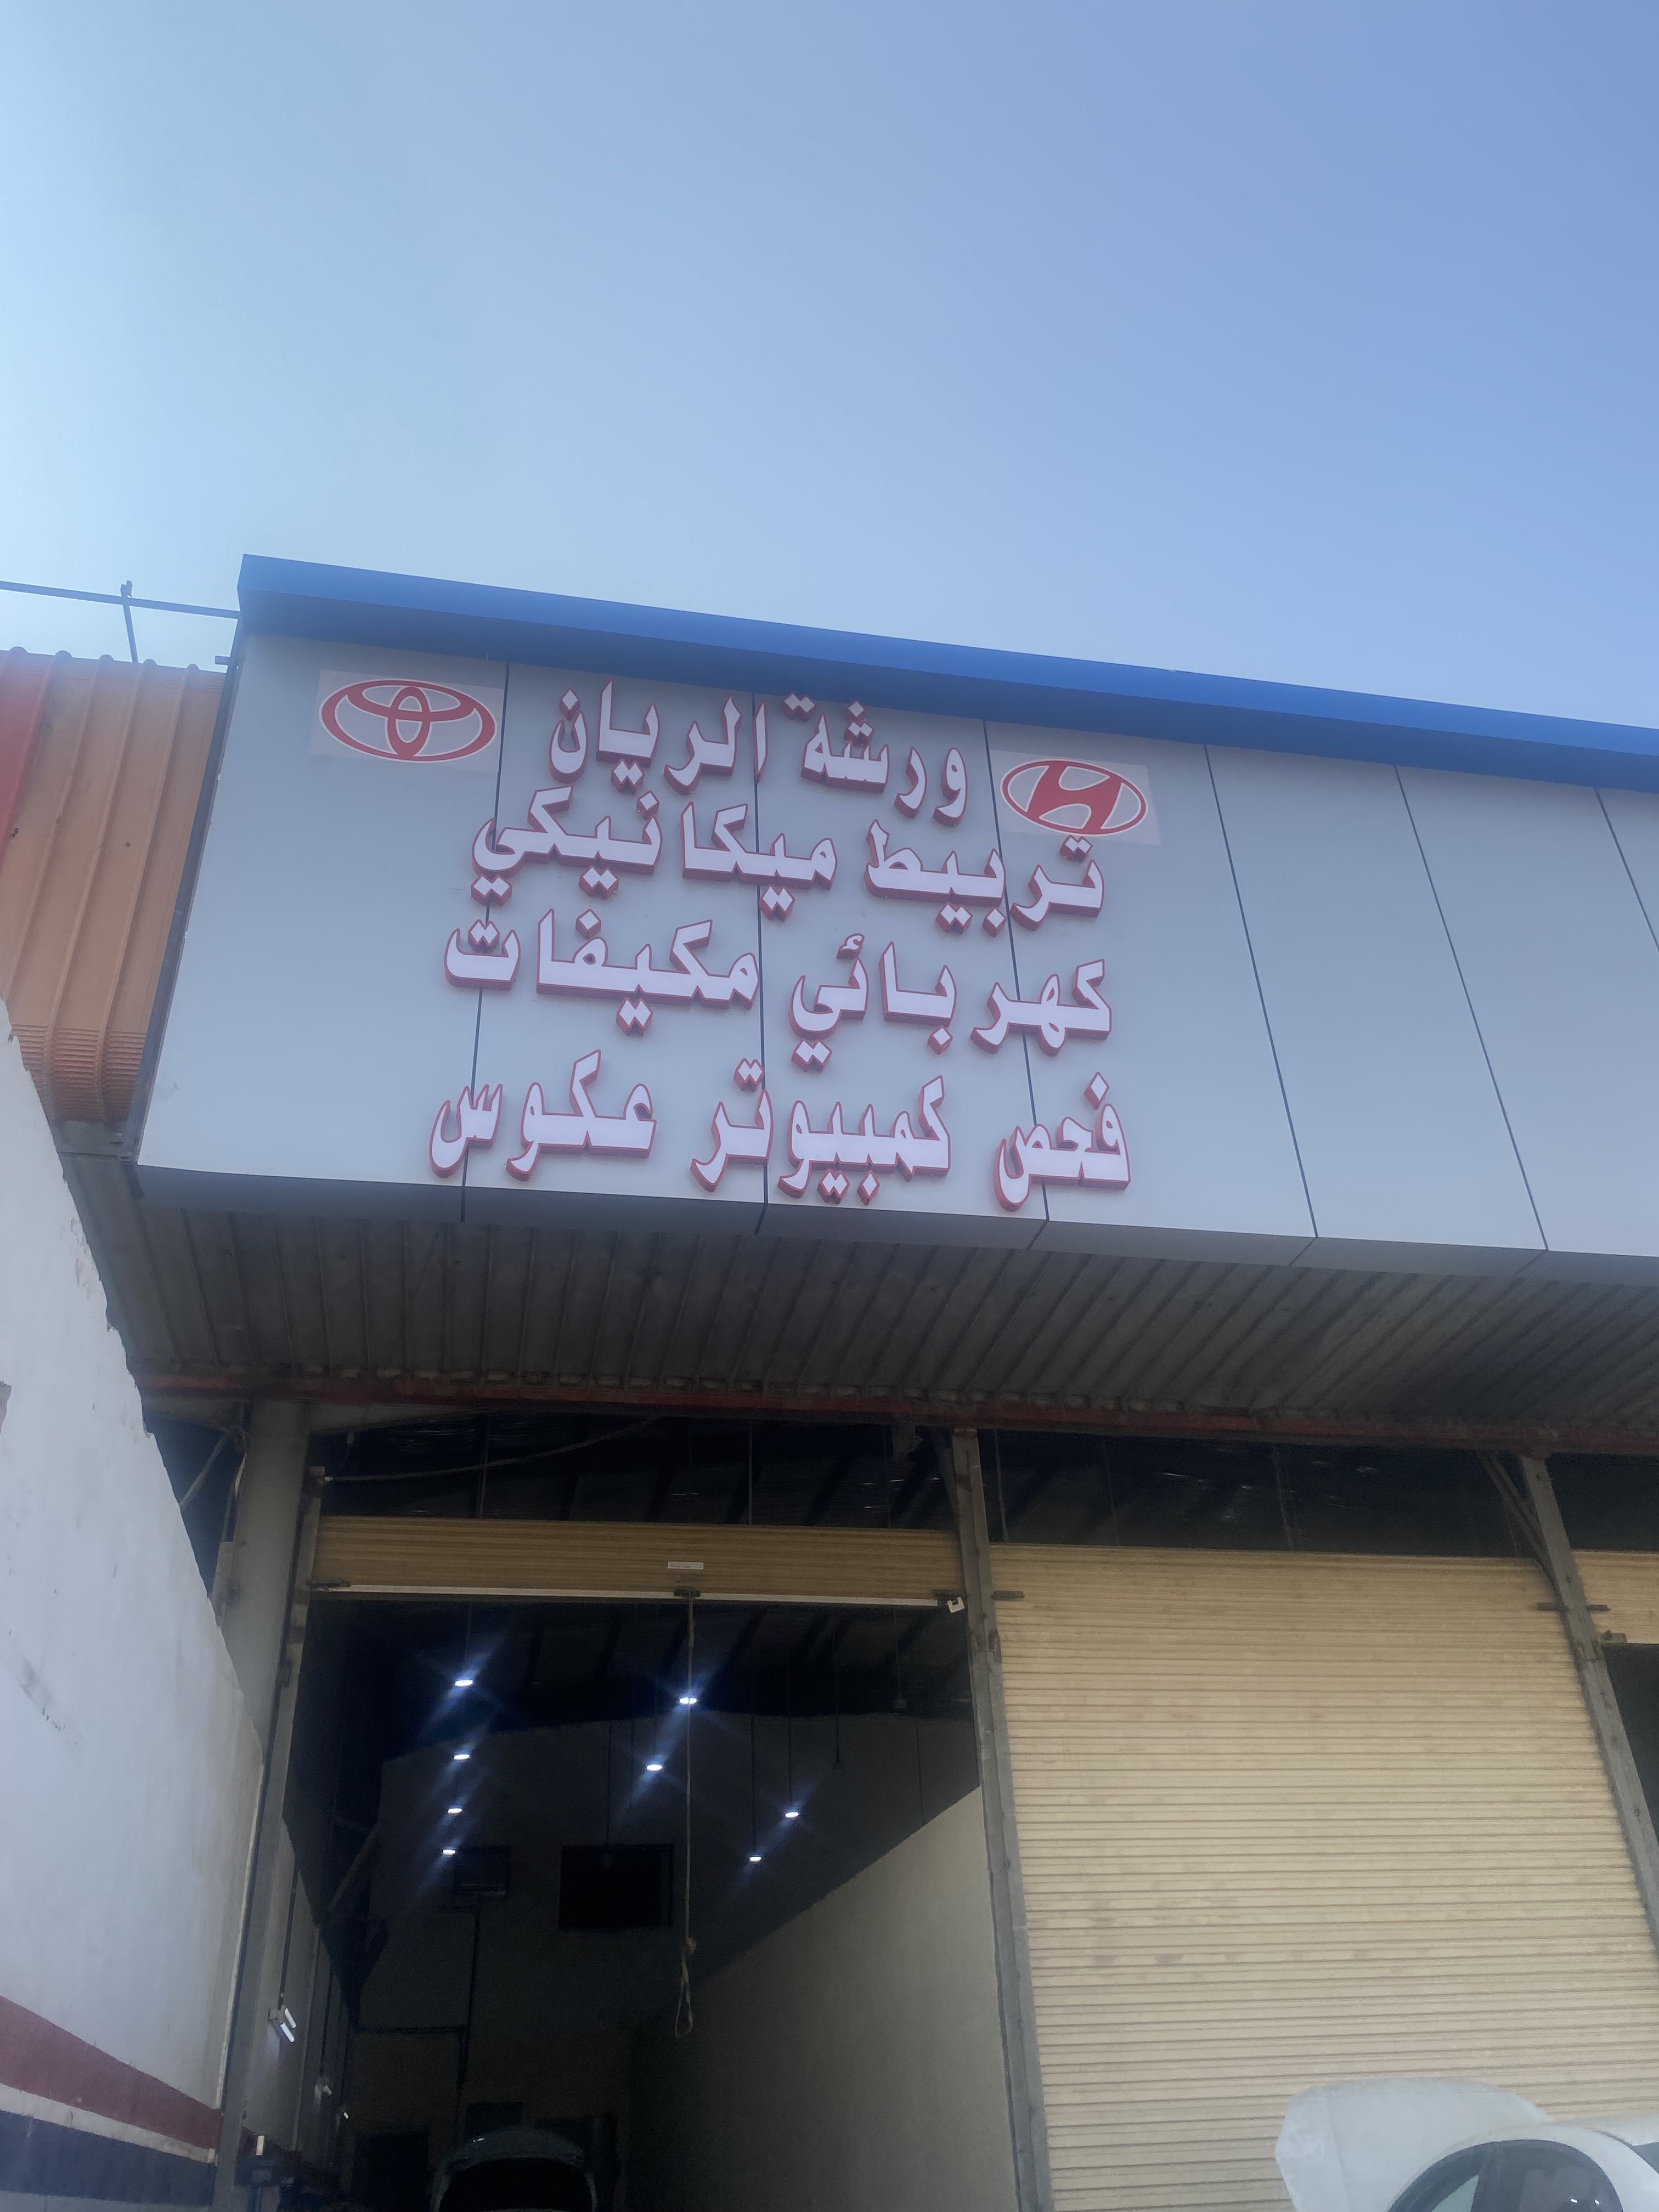 ورشة الريان
تربيط ميكانيكي
كهربائي مكيفات
فحص كمبيوتر عكوس